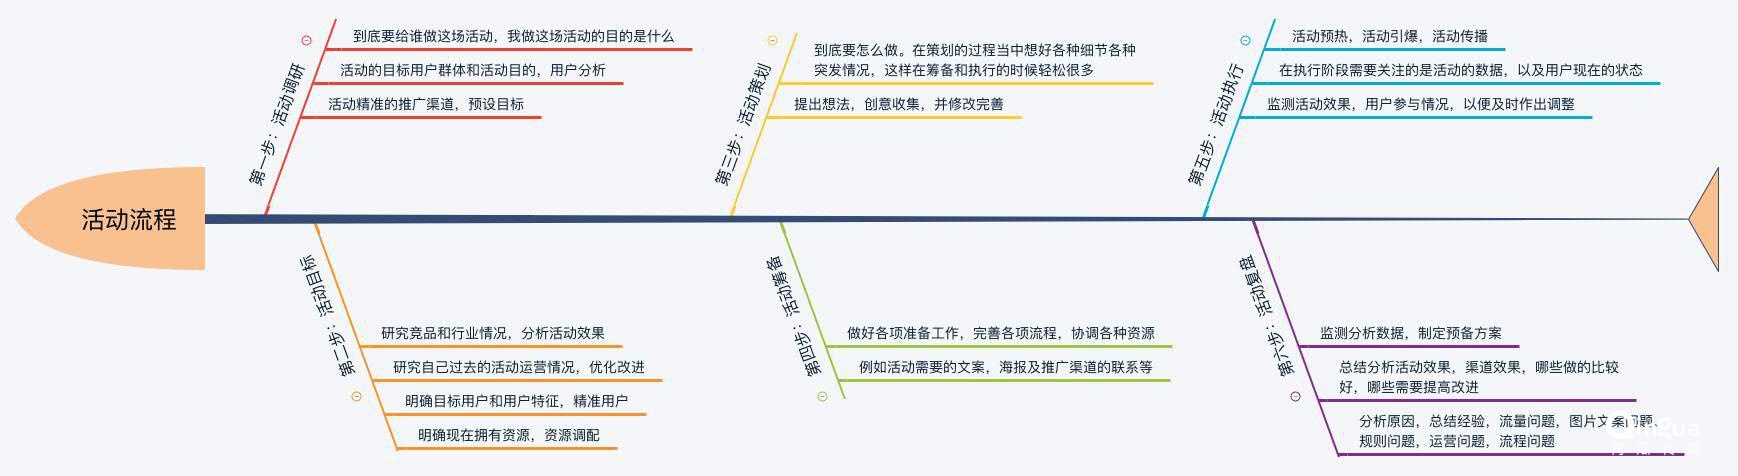 活动流程
第一步：活动调研
到底要给谁做这场活动，我做这场活动的目的是什么
活动的目标用户群体和活动目的，用户分析
活动精准的推广渠道，预设目标
第二步：活动目标
研究竞品和行业情况，分析活动效果
研究自己过去的活动运营情况，优化改进
明确目标用户和用户特征，精准用户
明确现在拥有资源，资源调配
第三步：活动策划
到底要怎么做。在策划的过程当中想好各种细节各种
突发情况，这样在筹备和执行的时候轻松很多
提出想法，创意收集，并修改完善
第四步：活动筹备
做好各项准备工作，完善各项流程，协调各种资源
例如活动需要的文案，海报及推广渠道的联系等
第五步：活动执行
活动预热，活动引爆，活动传播
在执行阶段需要关注的是活动的数据，以及用户现在的状态
监测活动效果，用户参与情况，以便及时作出调整
第六步：活动复盘
监测分析数据，制定预备方案
总结分析活动效果，渠道效果，哪些做的比较
好，哪些需要提高改进
分析原因，总结经验，流量问题，图片文案问题、
规则问题，运营问题，流程问题